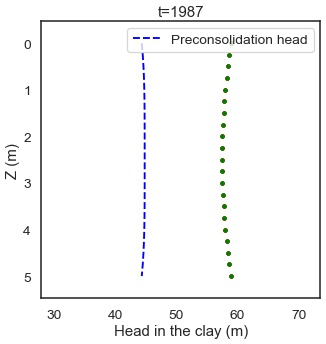 t=1987
Preconsolidation head
0
1
2
3
4
5
Z (m)
30 40 50 60 70
Head in the clay (m)